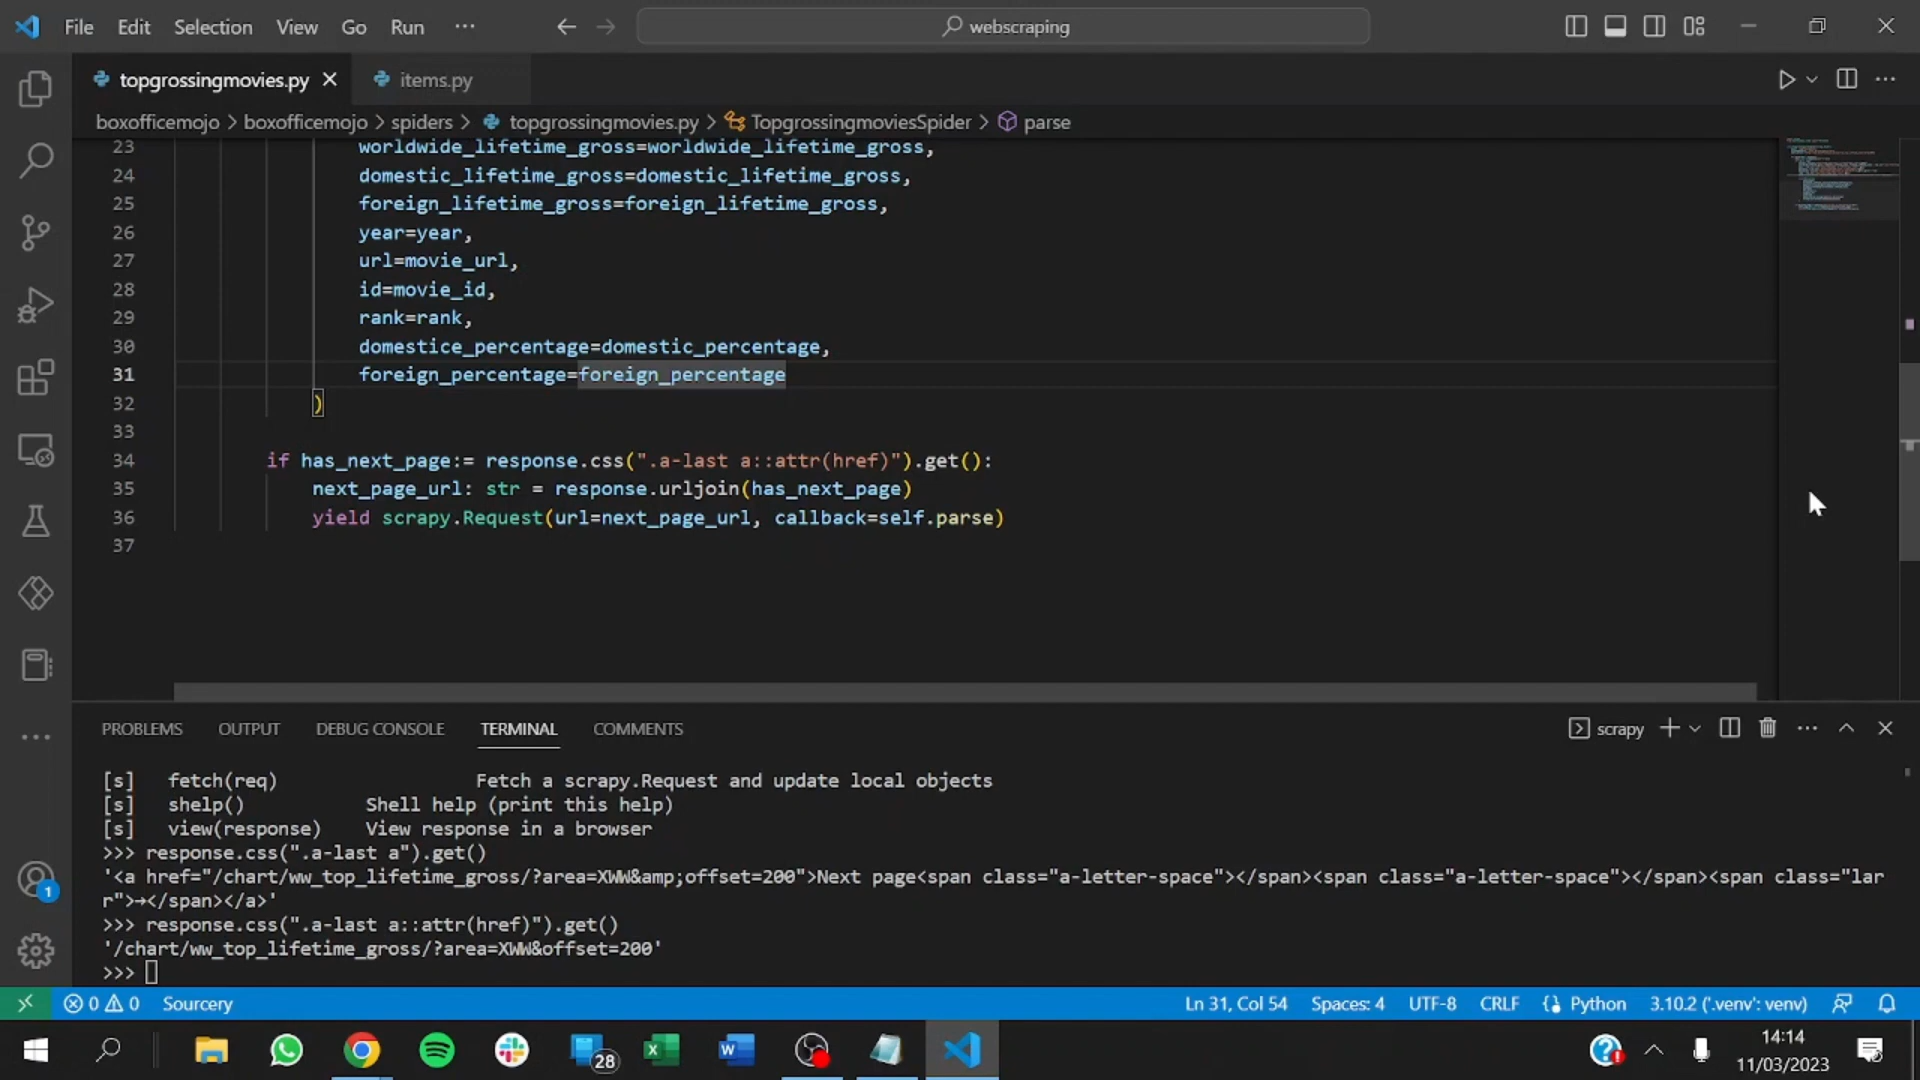 File Edit Selection View Go Run ··· webscraping
topgrossingmovies.py items.py
boxofficemojo > boxofficemojo > spiders > topgrossingmovies.py > TopgrossingmoviesSpider > parse
23 worldwide_lifetime_gross=worldwide_lifetime_gross,
24 domestic_lifetime_gross=domestic_lifetime_gross,
25 foreign_lifetime_gross=foreign_lifetime_gross,
26 year=year,
27 url=movie_url,
28 id=movie_id,
29 rank=rank,
30 domestice_percentage=domestic_percentage,
31 foreign_percentage=foreign_percentage
32 )
33
34 if has_next_page:= response.css(".a-last a::attr(href)").get():
35 next_page_url: str = response.urljoin(has_next_page)
36 yield scrapy.Request(url=next_page_url, callback=self.parse)
37
PROBLEMS OUTPUT DEBUG CONSOLE TERMINAL COMMENTS scrapy
[s] fetch(req) Fetch a scrapy.Request and update local objects
[s] shelp() Shell help (print this help)
[s] view(response) View response in a browser
>>> response.css(".a-last a").get()
'<a href="/chart/ww_top_lifetime_gross/?area=XWW&amp;offset=200">Next page<span class="a-letter-space"></span><span class="a-letter-space"></span><span class="lar
r">→</span></a>'
>>> response.css(".a-last a::attr(href)").get()
'/chart/ww_top_lifetime_gross/?area=XWW&offset=200'
>>>
1
0 0 Sourcery Ln 31, Col 54 Spaces: 4 UTF-8 CRLF Python 3.10.2 ('.venv': venv)
28 14:14
11/03/2023